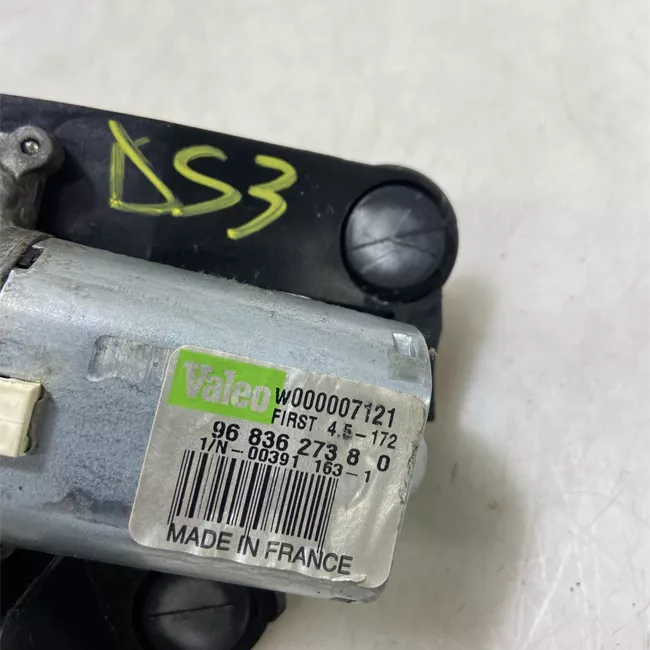 DS3
Valeo W000007121
FIRST 4.5-172
96 836 273 8 0
1/N-00391 163-1
MADE IN FRANCE